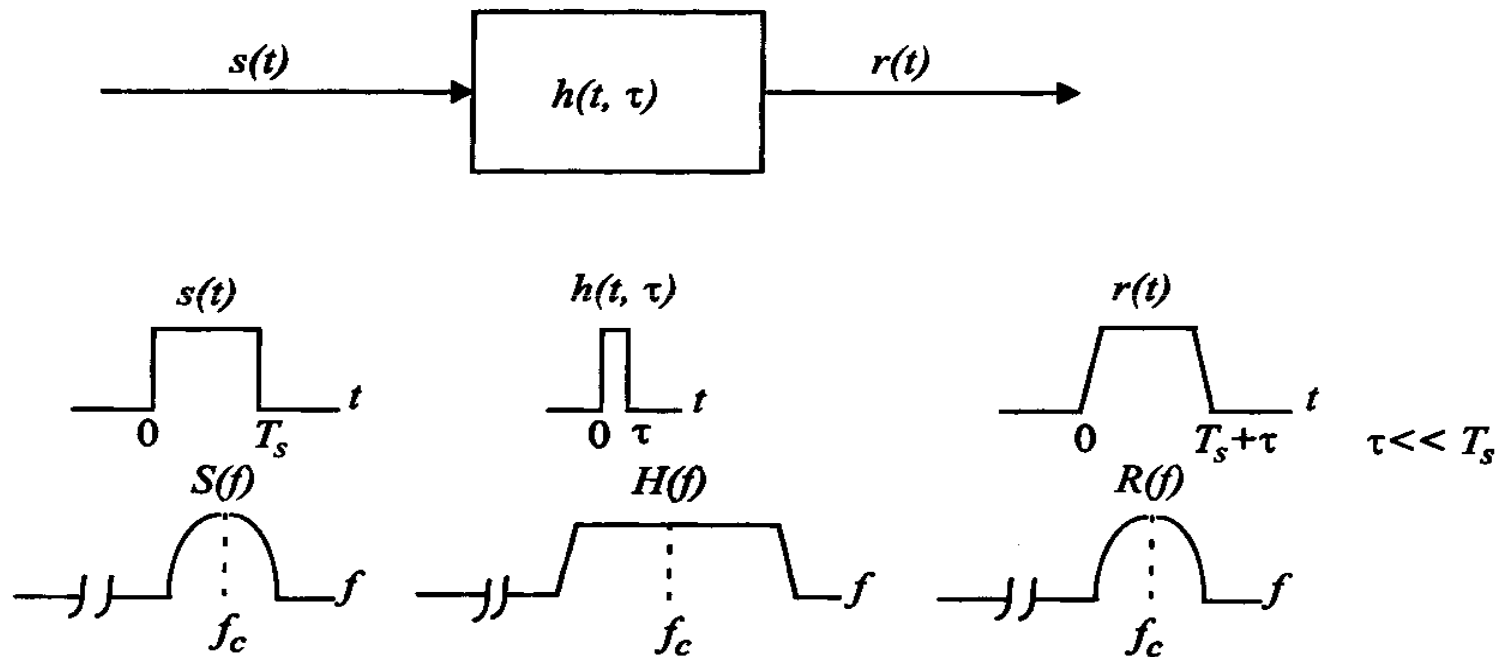 s(t) h(t, τ) r(t)
s(t) h(t, τ) r(t)
t t t
0 T_s 0 τ 0 T_s+τ τ<< T_s
S(f) H(f) R(f)
f f f
f_c f_c f_c